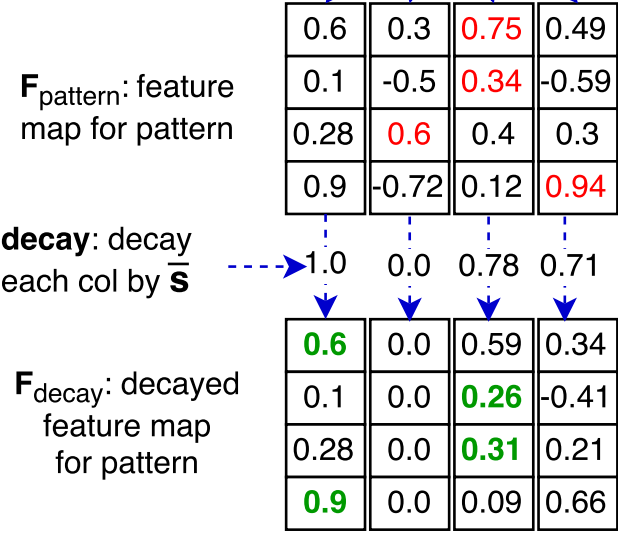 0.6 0.3 0.75 0.49
F pattern: feature map for pattern
0.1 -0.5 0.34 -0.59
0.28 0.6 0.4 0.3
0.9 -0.72 0.12 0.94
decay: decay
each col by s̄
1.0 0.0 0.78 0.71
0.6 0.0 0.59 0.34
F decay: decayed
feature map
for pattern
0.1 0.0 0.26 -0.41
0.28 0.0 0.31 0.21
0.9 0.0 0.09 0.66